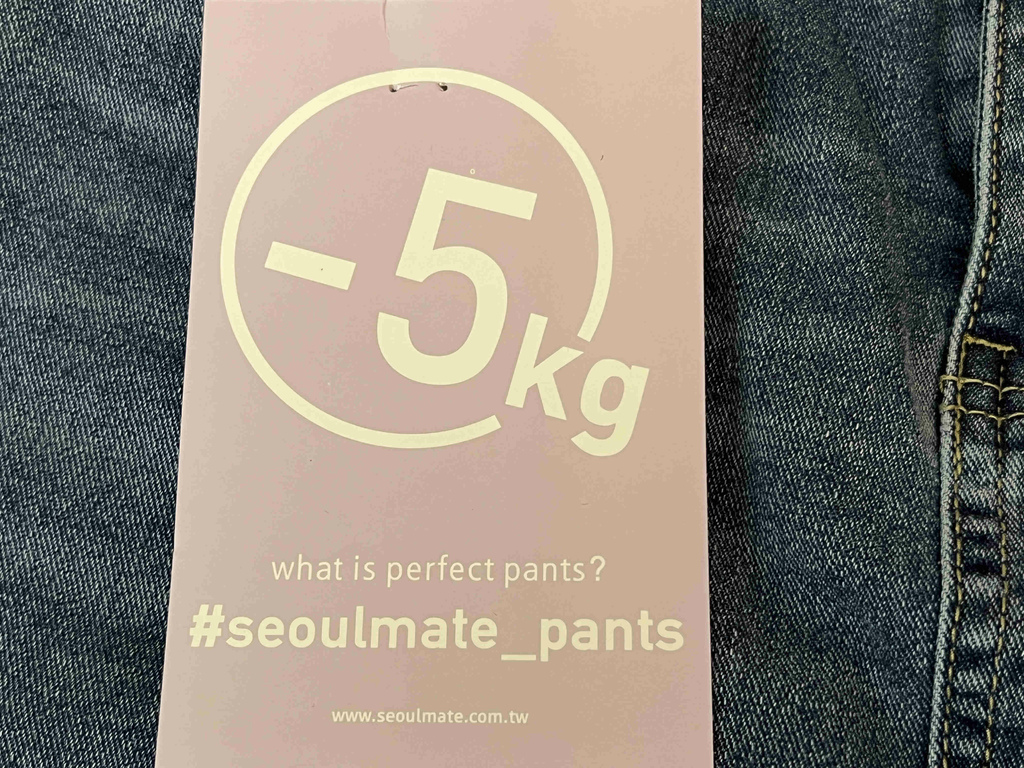 -5kg
what is perfect pants?
#seoulmate_pants
www.seoulmate.com.tw